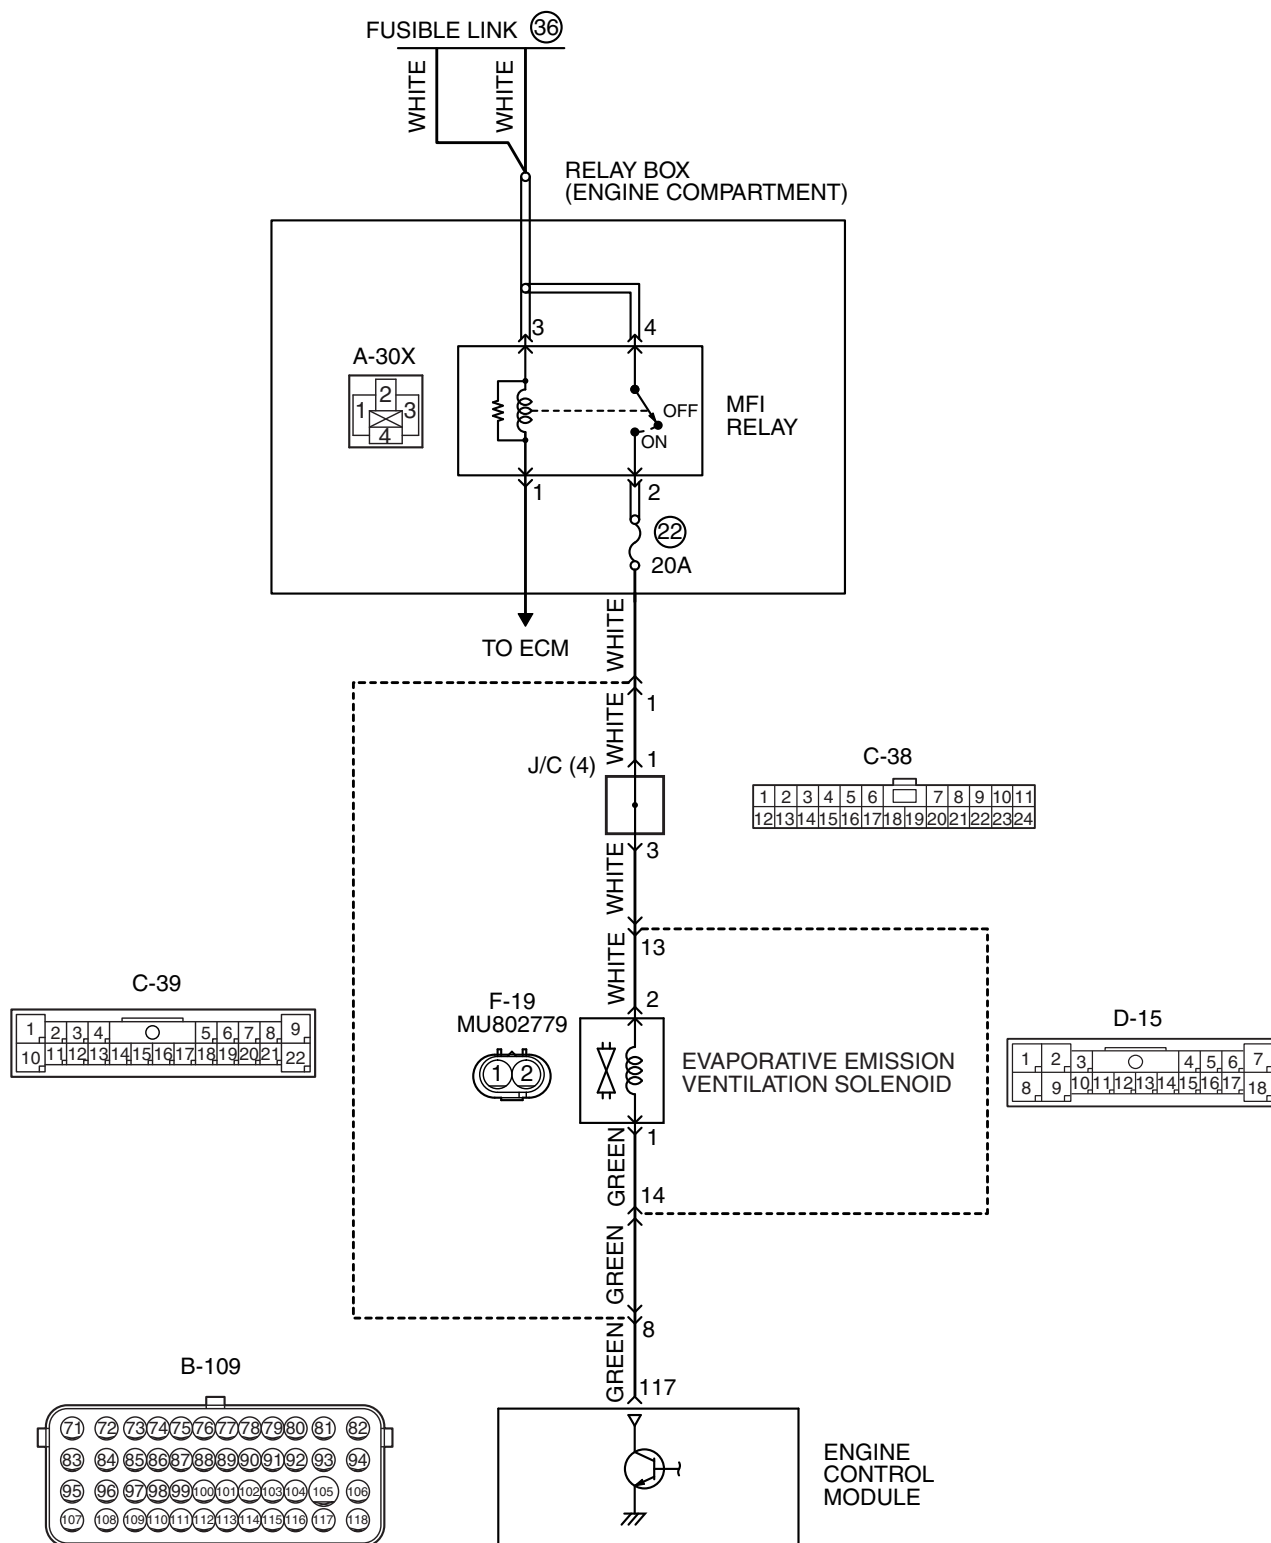 FUSIBLE LINK 36
WHITE
WHITE
RELAY BOX
(ENGINE COMPARTMENT)
3
4
A-30X
2
1
3
4
OFF
ON
MFI
RELAY
1
2
22
20A
WHITE
TO ECM
1
WHITE
J/C (4)
1
C-38
1 2 3 4 5 6 7 8 9 10 11
12 13 14 15 16 17 18 19 20 21 22 23 24
3
WHITE
13
WHITE
C-39
1 2 3 4 5 6 7 8 9
10 11 12 13 14 15 16 17 18 19 20 21 22
2
F-19
MU802779
1 2
EVAPORATIVE EMISSION
VENTILATION SOLENOID
D-15
1 2 3 4 5 6 7
8 9 10 11 12 13 14 15 16 17 18
1
GREEN
14
GREEN
8
GREEN
117
B-109
71 72 73 74 75 76 77 78 79 80 81 82
83 84 85 86 87 88 89 90 91 92 93 94
95 96 97 98 99 100 101 102 103 104 105 106
107 108 109 110 111 112 113 114 115 116 117 118
ENGINE
CONTROL
MODULE